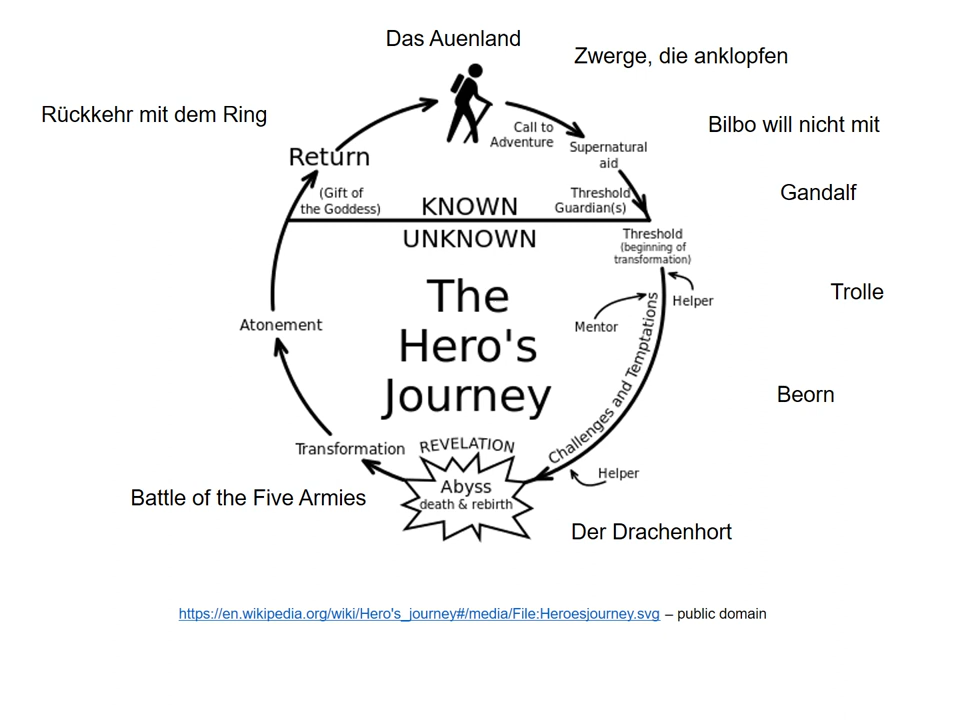 Das Auenland
Zwerge, die anklopfen
Rückkehr mit dem Ring
Bilbo will nicht mit
Call to
Adventure
Supernatural
aid
Return
Gandalf
(Gift of
the Goddess)
KNOWN
Threshold
Guardian(s)
UNKNOWN
Threshold
(beginning of
transformation)
The
Hero's
Journey
Trolle
Helper
Mentor
Atonement
Challenges and Temptations
Beorn
Transformation
REVELATION
Abyss
death & rebirth
Helper
Battle of the Five Armies
Der Drachenhort
https://en.wikipedia.org/wiki/Hero's_journey#/media/File:Heroesjourney.svg – public domain